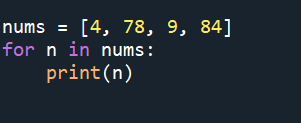 nums = [4, 78, 9, 84]
for n in nums:
    print(n)